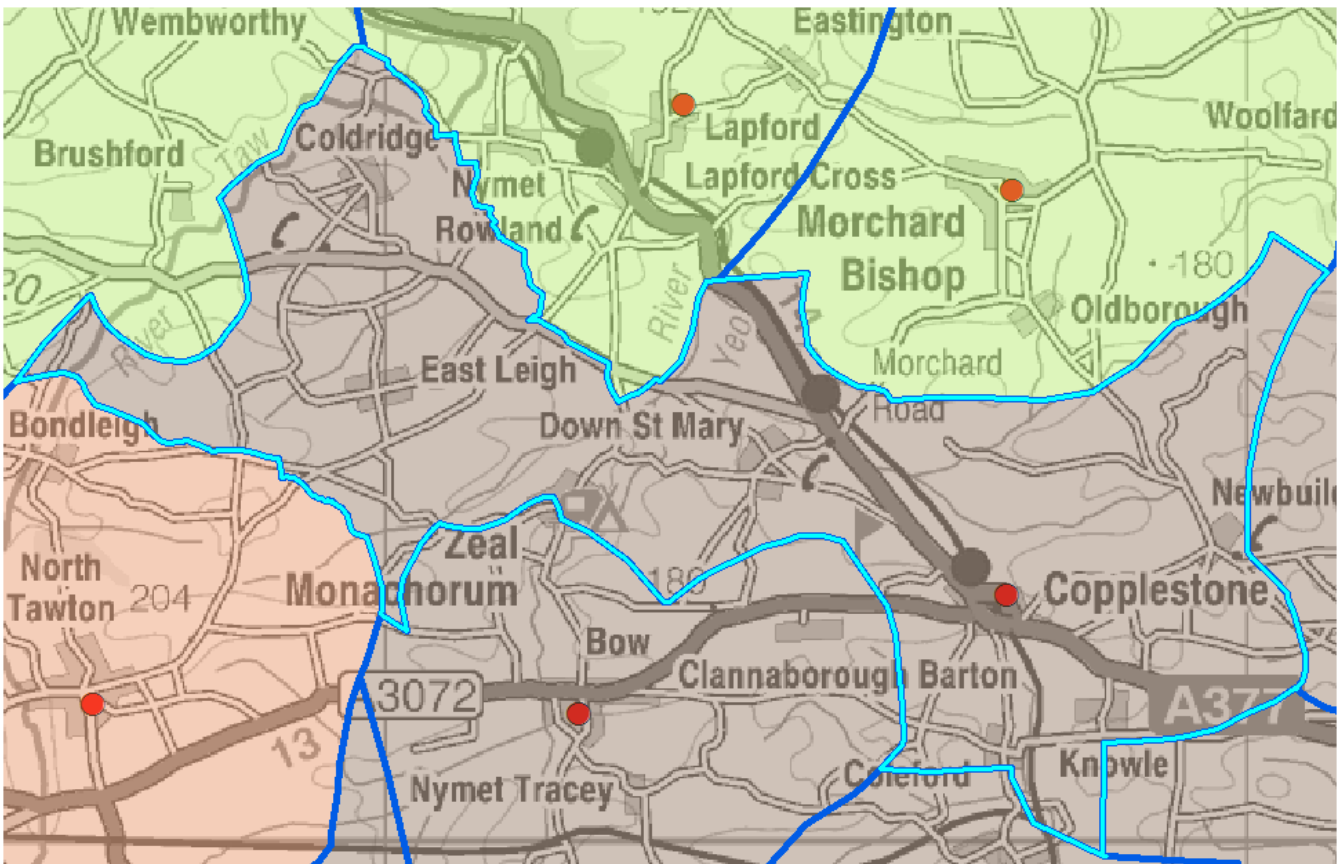 Wembworthy
Eastington
Woolfard
Lapford
Coldridge
Taw
Brushford
Nymet
Rowland
Lapford Cross
Morchard
Bishop
180
20
River
River
Yeo
Oldborough
Morchard
Road
East Leigh
Bondleigh
Down St Mary
Zeal
Monachorum
North
Tawton
204
Copplestone
Bow
Clannaborough Barton
A3072
A377
13
Nymet Tracey
Coleford
Knowle